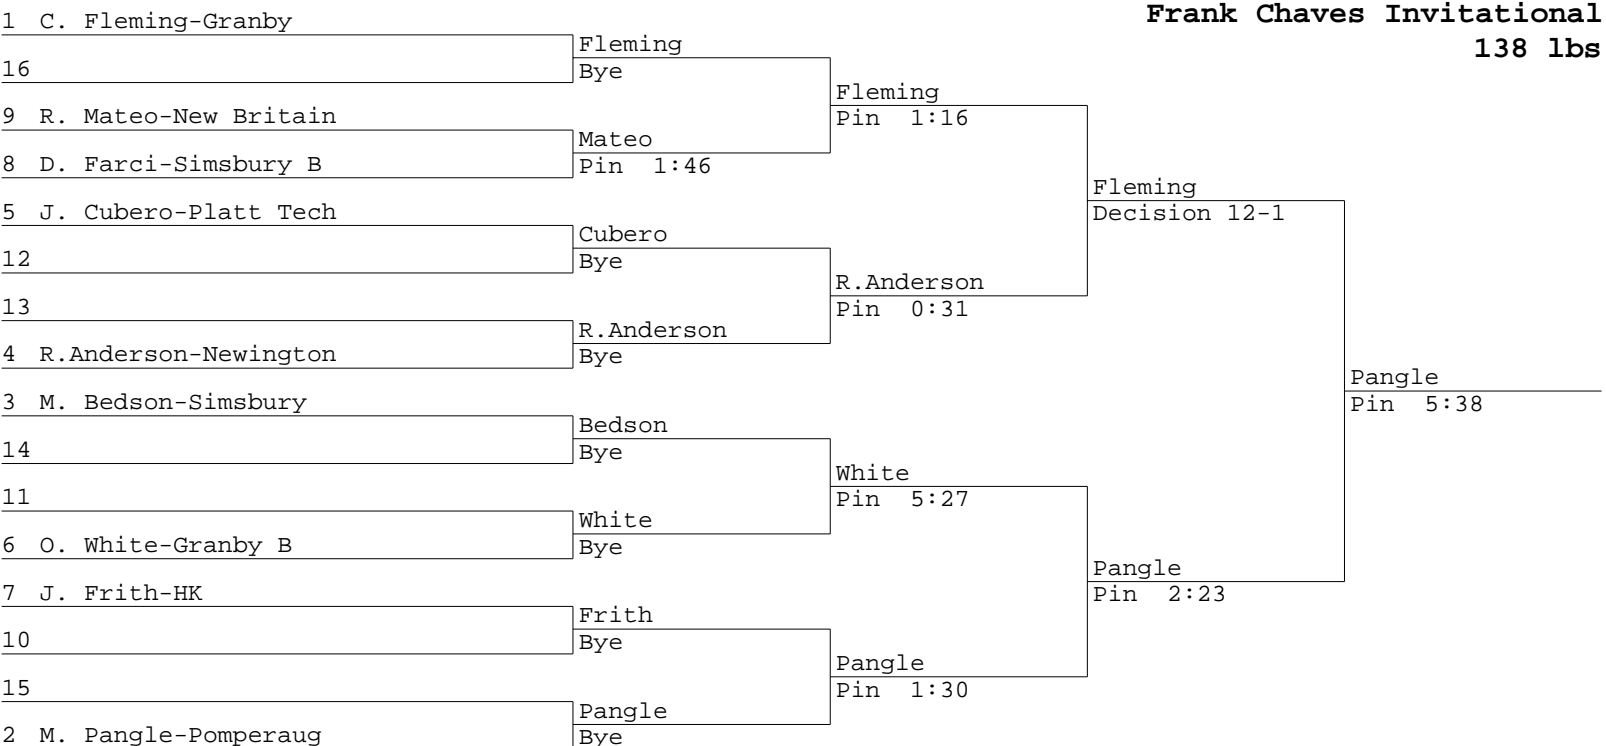 Frank Chaves Invitational
138 lbs
1 C. Fleming-Granby
16
9 R. Mateo-New Britain
8 D. Farci-Simsbury B
5 J. Cubero-Platt Tech
12
13
4 R.Anderson-Newington
3 M. Bedson-Simsbury
14
11
6 O. White-Granby B
7 J. Frith-HK
10
15
2 M. Pangle-Pomperaug
Fleming
Bye
Mateo
Pin 1:46
Cubero
Bye
R.Anderson
Bye
Bedson
Bye
White
Bye
Frith
Bye
Pangle
Bye
Fleming
Pin 1:16
R.Anderson
Pin 0:31
White
Pin 5:27
Pangle
Pin 1:30
Fleming
Decision 12-1
Pangle
Pin 2:23
Pangle
Pin 5:38